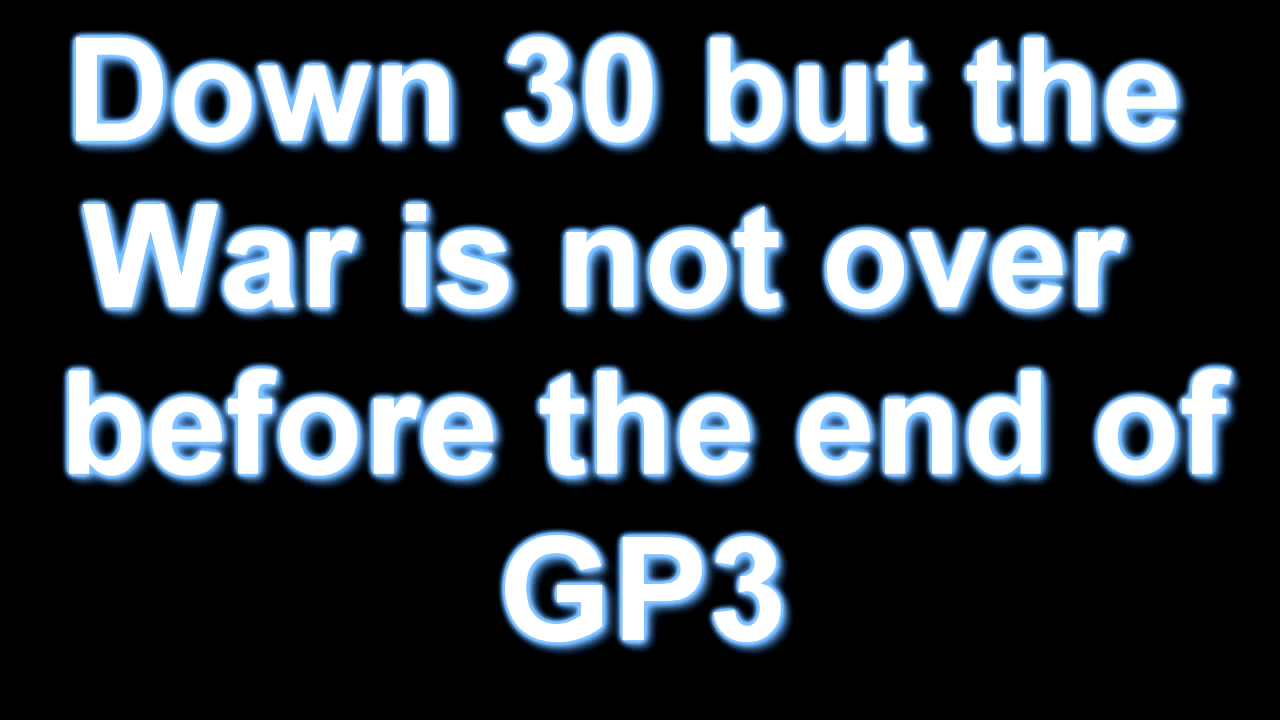 Down 30 but the
War is not over
before the end of
GP3